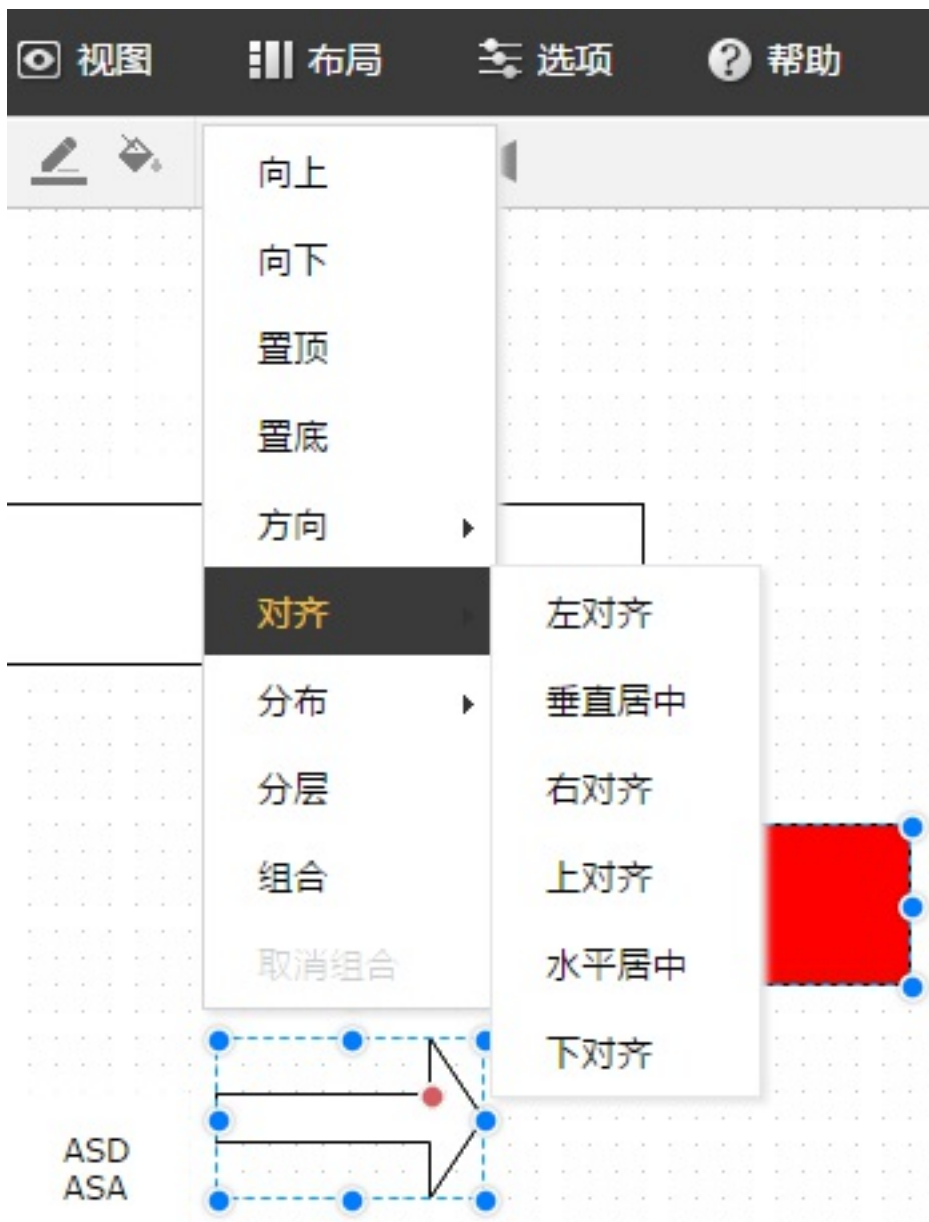 视图 布局 选项 帮助
向上
向下
置顶
置底
方向
对齐
分布
分层
组合
取消组合
左对齐
垂直居中
右对齐
上对齐
水平居中
下对齐
ASD
ASA